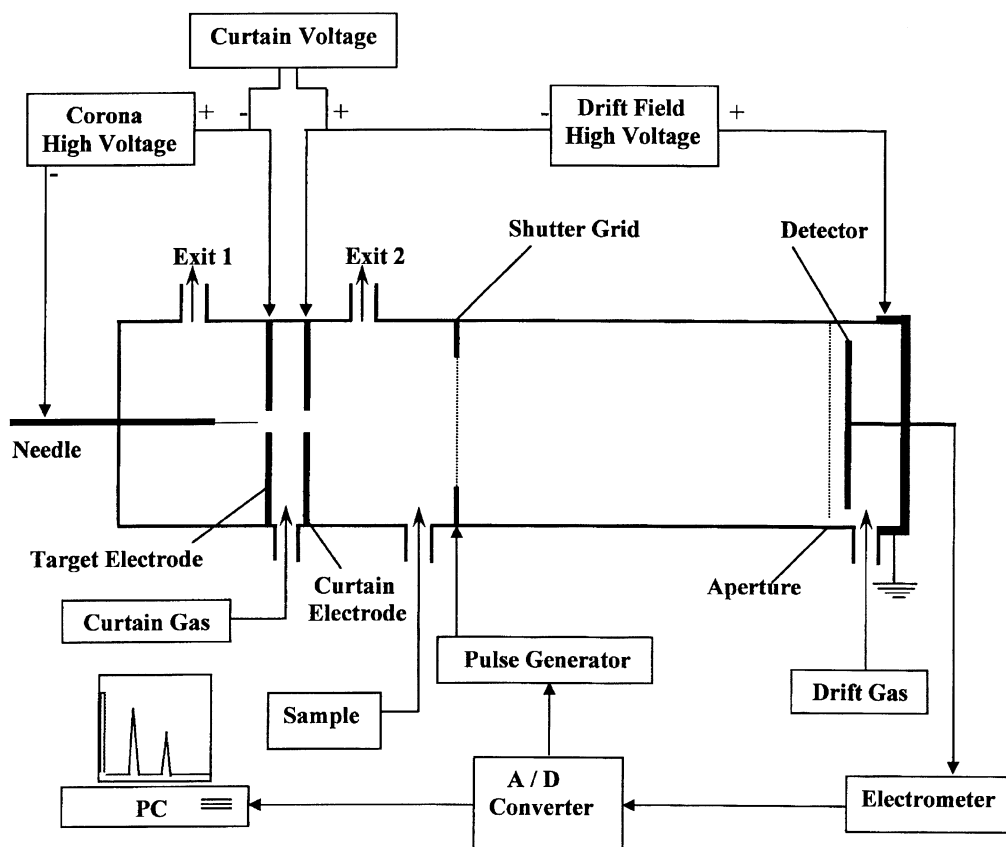 Curtain Voltage
Corona
High Voltage
+
-
-
+
-
Drift Field
High Voltage
+
Exit 1
Exit 2
Shutter Grid
Detector
Needle
Target Electrode
Curtain
Electrode
Aperture
Curtain Gas
Pulse Generator
Sample
Drift Gas
A / D
Converter
PC
Electrometer